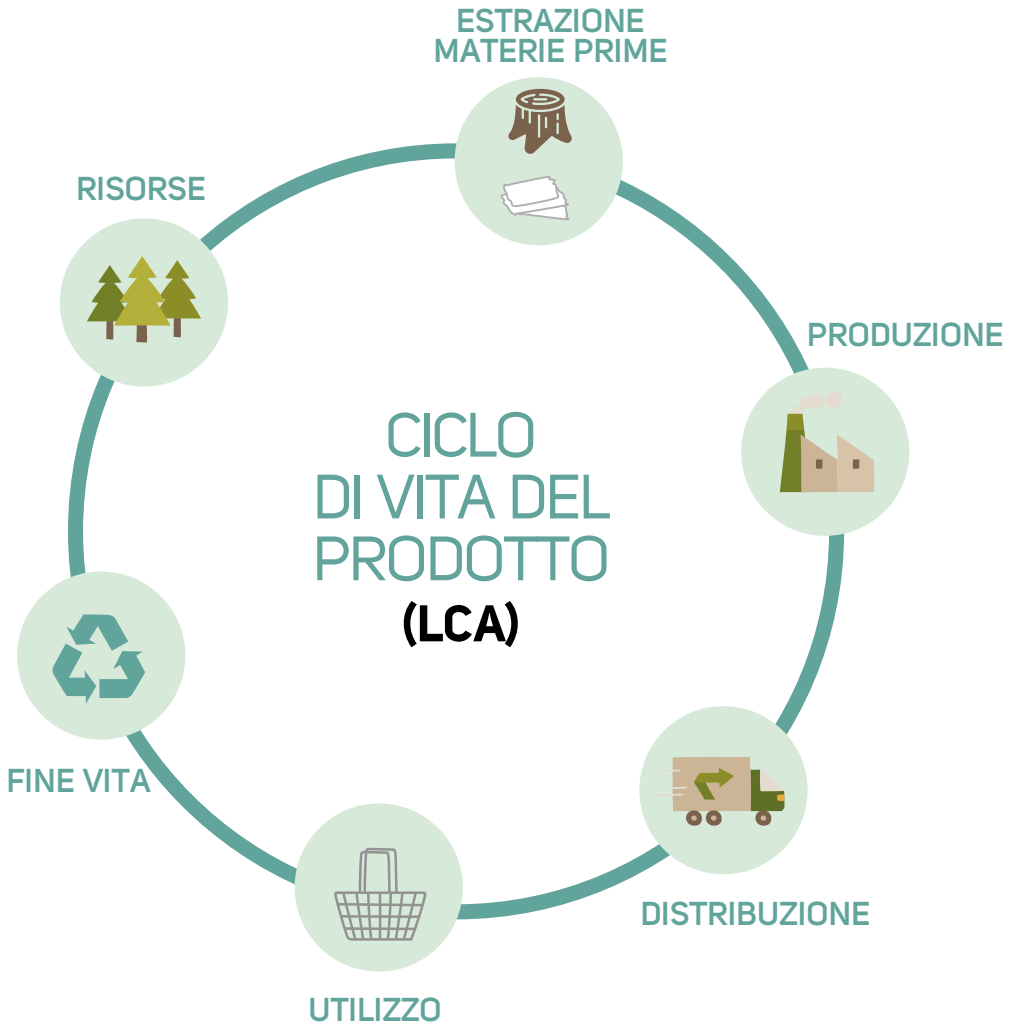 ESTRAZIONE
MATERIE PRIME
RISORSE
PRODUZIONE
CICLO
DI VITA DEL
PRODOTTO
(LCA)
FINE VITA
DISTRIBUZIONE
UTILIZZO